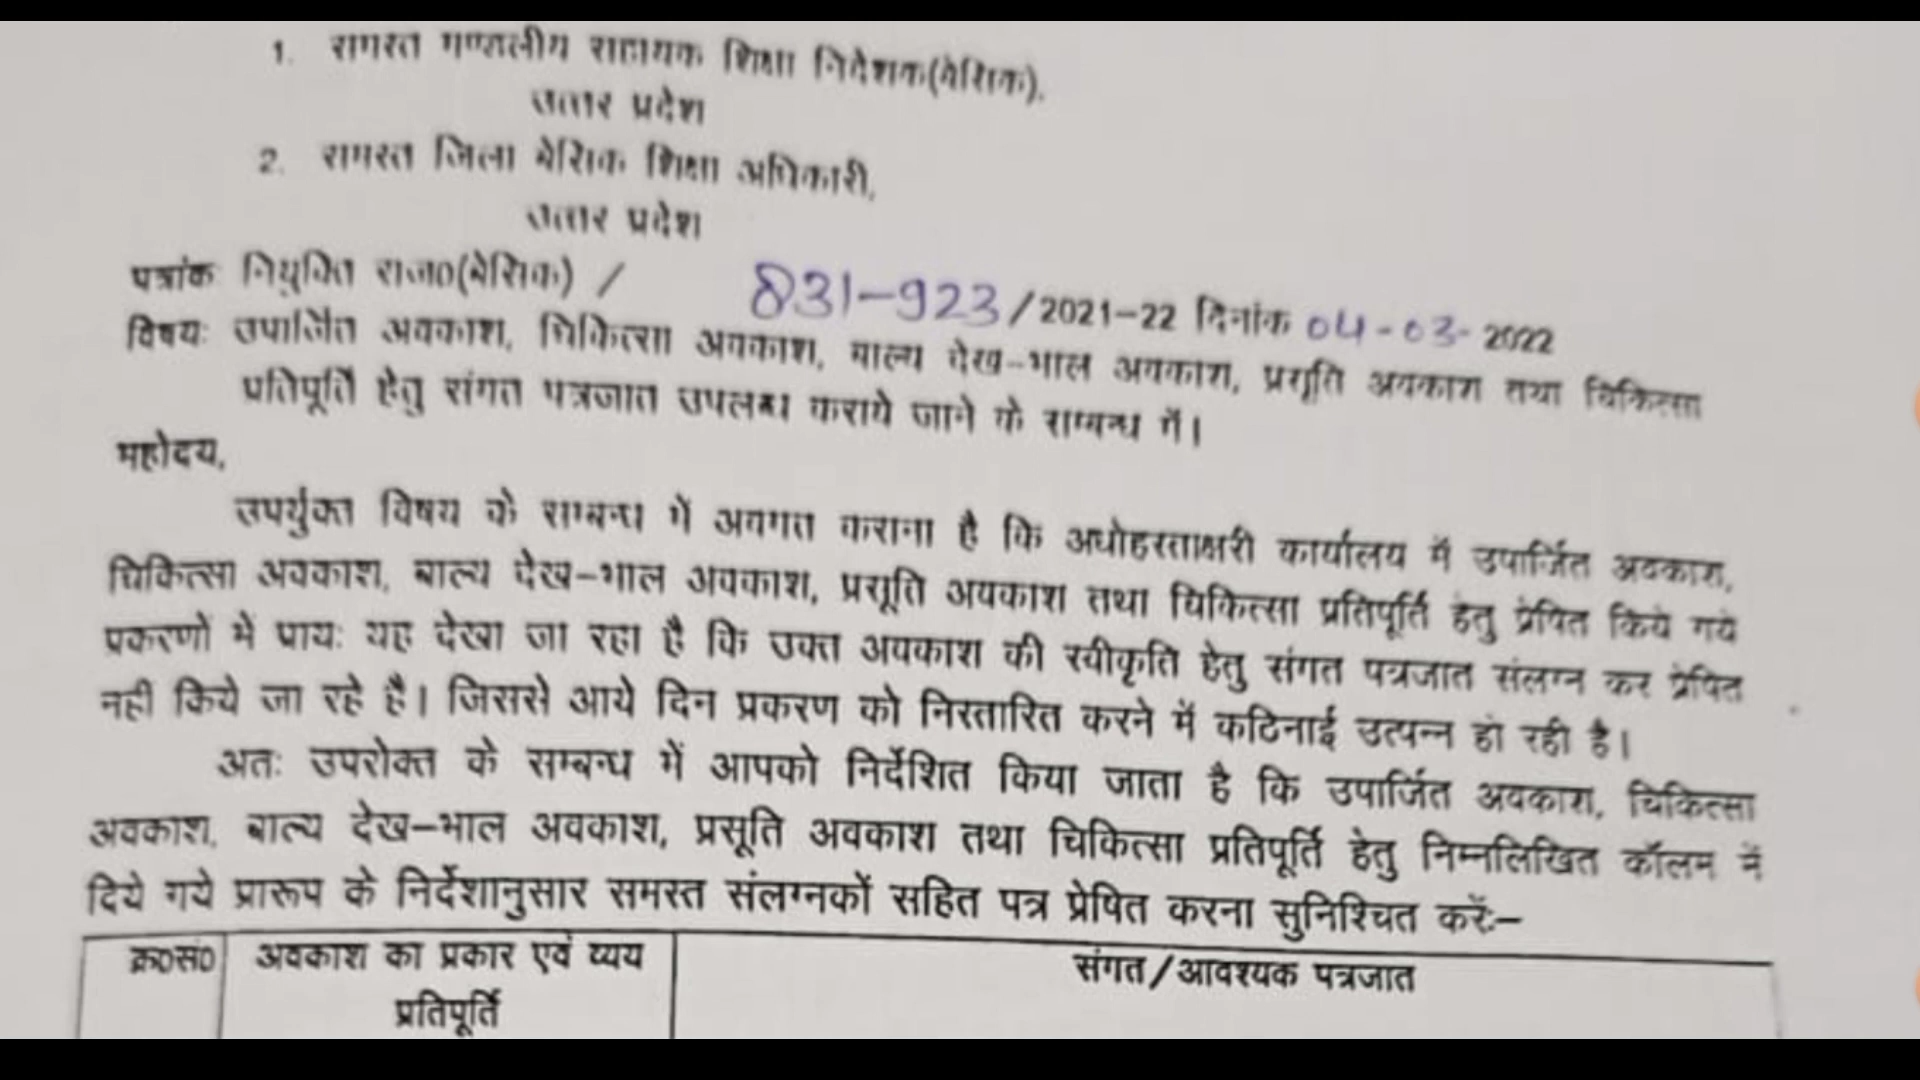 1. समस्त मण्डलीय सहायक शिक्षा निदेशक(बेसिक),
उत्तर प्रदेश
2. समस्त जिला बेसिक शिक्षा अधिकारी,
उत्तर प्रदेश
पत्रांकः नियुक्ति राज0(बेसिक) / 831-923/2021-22 दिनांक 04-03-2022
विषयः उपार्जित अवकाश, चिकित्सा अवकाश, बाल्य देख-भाल अवकाश, प्रसूति अवकाश तथा चिकित्सा
प्रतिपूर्ति हेतु संगत पत्रजात उपलब्ध कराये जाने के सम्बन्ध में।
महोदय,
उपर्युक्त विषय के सम्बन्ध में अवगत कराना है कि अधोहस्ताक्षरी कार्यालय में उपार्जित अवकाश,
चिकित्सा अवकाश, बाल्य देख-भाल अवकाश, प्रसूति अवकाश तथा चिकित्सा प्रतिपूर्ति हेतु प्रेषित किये गये
प्रकरणों में प्रायः यह देखा जा रहा है कि उक्त अवकाश की स्वीकृति हेतु संगत पत्रजात संलग्न कर प्रेषित
नही किये जा रहे है। जिससे आये दिन प्रकरण को निस्तारित करने में कठिनाई उत्पन्न हो रही है।
अतः उपरोक्त के सम्बन्ध में आपको निर्देशित किया जाता है कि उपार्जित अवकाश, चिकित्सा
अवकाश, बाल्य देख-भाल अवकाश, प्रसूति अवकाश तथा चिकित्सा प्रतिपूर्ति हेतु निम्नलिखित कॉलम में
दिये गये प्रारूप के निर्देशानुसार समस्त संलग्नकों सहित पत्र प्रेषित करना सुनिश्चित करेंः-
क्र0सं0 अवकाश का प्रकार एवं व्यय संगत/आवश्यक पत्रजात
प्रतिपूर्ति